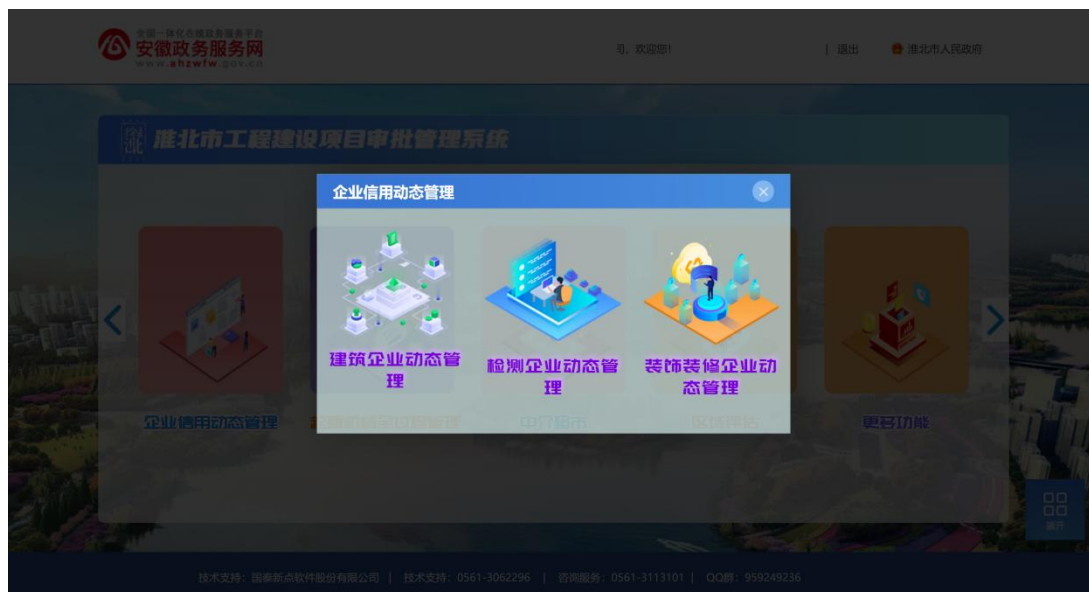 全国一体化在线政务服务平台
安徽政务服务网
www.ahzwfw.gov.cn
司，欢迎您！
| 退出
淮北市人民政府
淮北市工程建设项目审批管理系统
企业信用动态管理
建筑企业动态管
理
检测企业动态管
理
装饰装修企业动
态管理
企业信用动态管理
中介超市
更多功能
展开
技术支持：国泰新点软件股份有限公司 | 技术支持：0561-3062296 | 咨询服务：0561-3113101 | QQ群：959249236